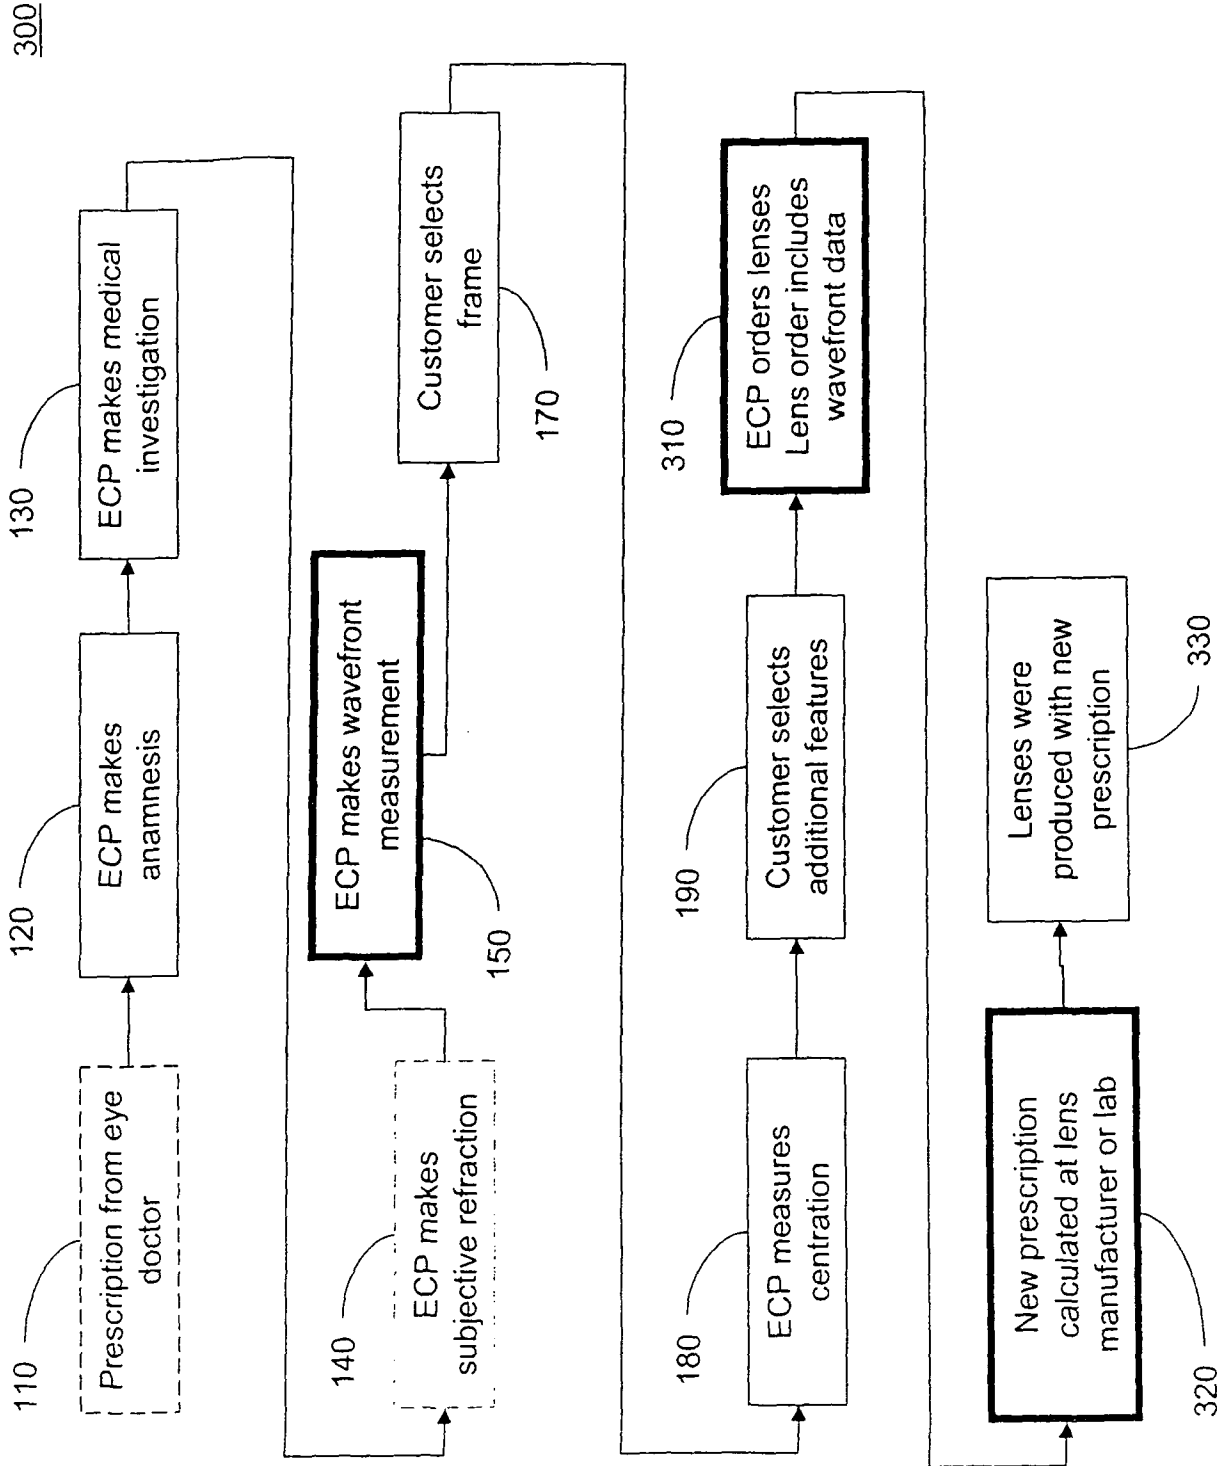 300
110
Prescription from eye
doctor
120
ECP makes
anamnesis
130
ECP makes medical
investigation
140
ECP makes
subjective refraction
150
ECP makes wavefront
measurement
170
Customer selects
frame
180
ECP measures
centration
190
Customer selects
additional features
310
ECP orders lenses
Lens order includes
wavefront data
320
New prescription
calculated at lens
manufacturer or lab
330
Lenses were
produced with new
prescription